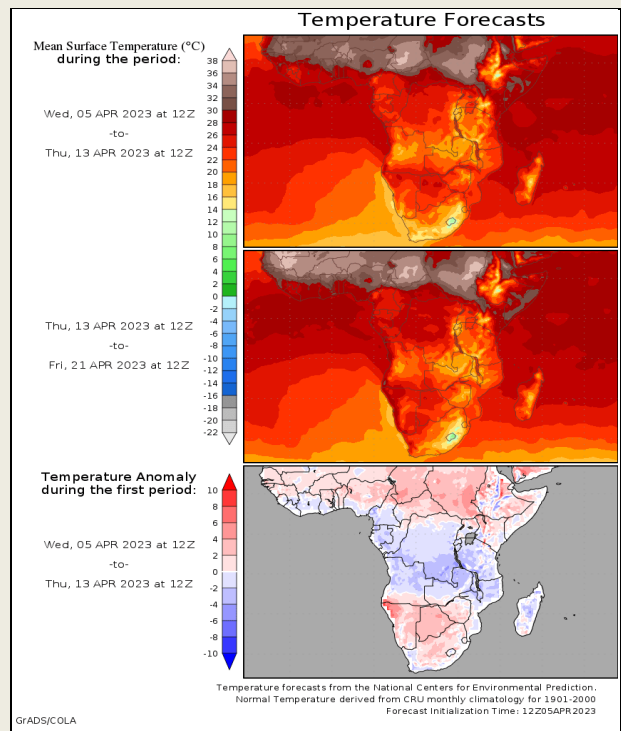 Temperature Forecasts
Mean Surface Temperature (°C)
during the period:
Wed, 05 APR 2023 at 12Z
-to-
Thu, 13 APR 2023 at 12Z
38
36
34
32
30
28
26
24
22
20
18
16
14
12
10
8
6
4
2
0
-2
-4
-6
-8
-10
-12
-14
-16
-18
-20
-22
Thu, 13 APR 2023 at 12Z
-to-
Fri, 21 APR 2023 at 12Z
Temperature Anomaly
during the first period:
Wed, 05 APR 2023 at 12Z
-to-
Thu, 13 APR 2023 at 12Z
10
8
6
4
2
0
-2
-4
-6
-8
-10
Temperature forecasts from the National Centers for Environmental Prediction.
Normal Temperature derived from CRU monthly climatology for 1901-2000
Forecast Initialization Time: 12Z05APR2023
GrADS/COLA